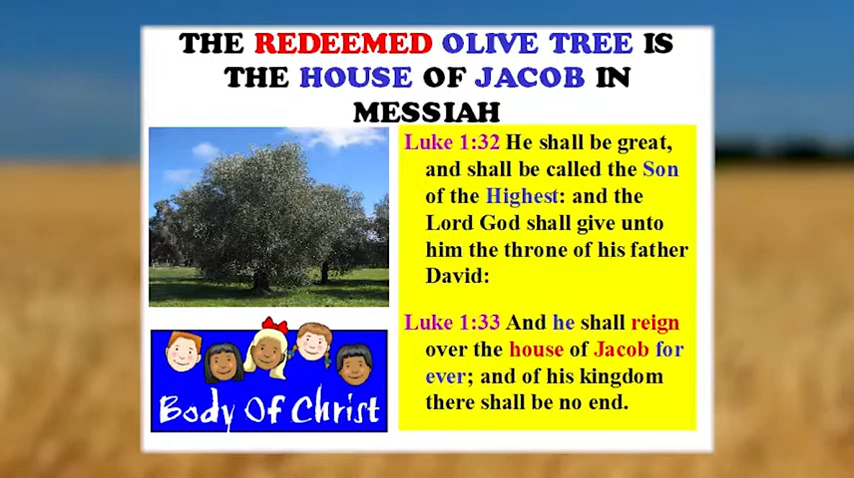 THE REDEEMED OLIVE TREE IS
THE HOUSE OF JACOB IN
MESSIAH
Luke 1:32 He shall be great,
and shall be called the Son
of the Highest: and the
Lord God shall give unto
him the throne of his father
David:
Luke 1:33 And he shall reign
over the house of Jacob for
ever; and of his kingdom
there shall be no end.
Body Of Christ